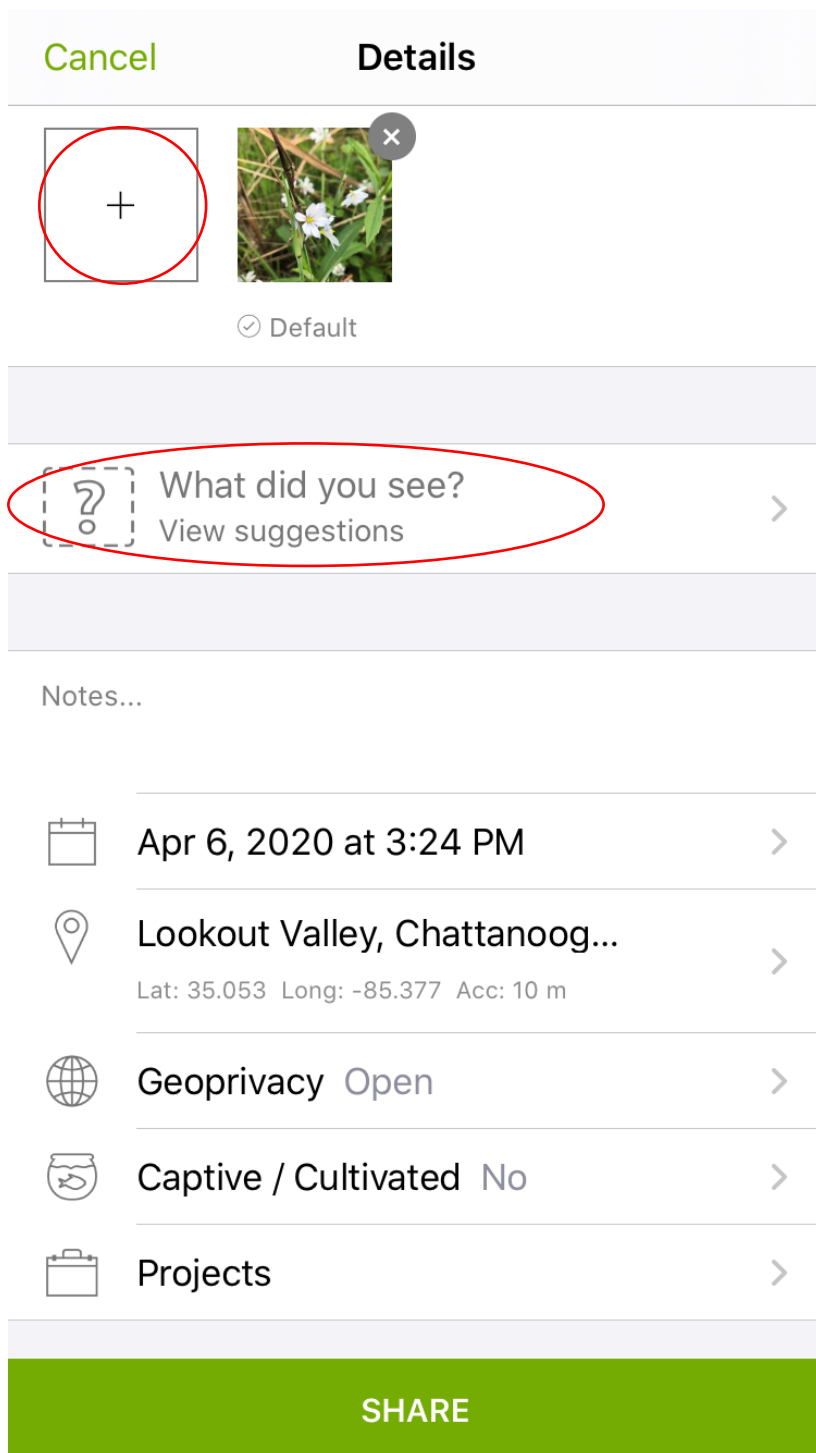 Cancel Details
Default
What did you see?
View suggestions
Notes...
Apr 6, 2020 at 3:24 PM
Lookout Valley, Chattanoog...
Lat: 35.053 Long: -85.377 Acc: 10 m
Geoprivacy Open
Captive / Cultivated No
Projects
SHARE